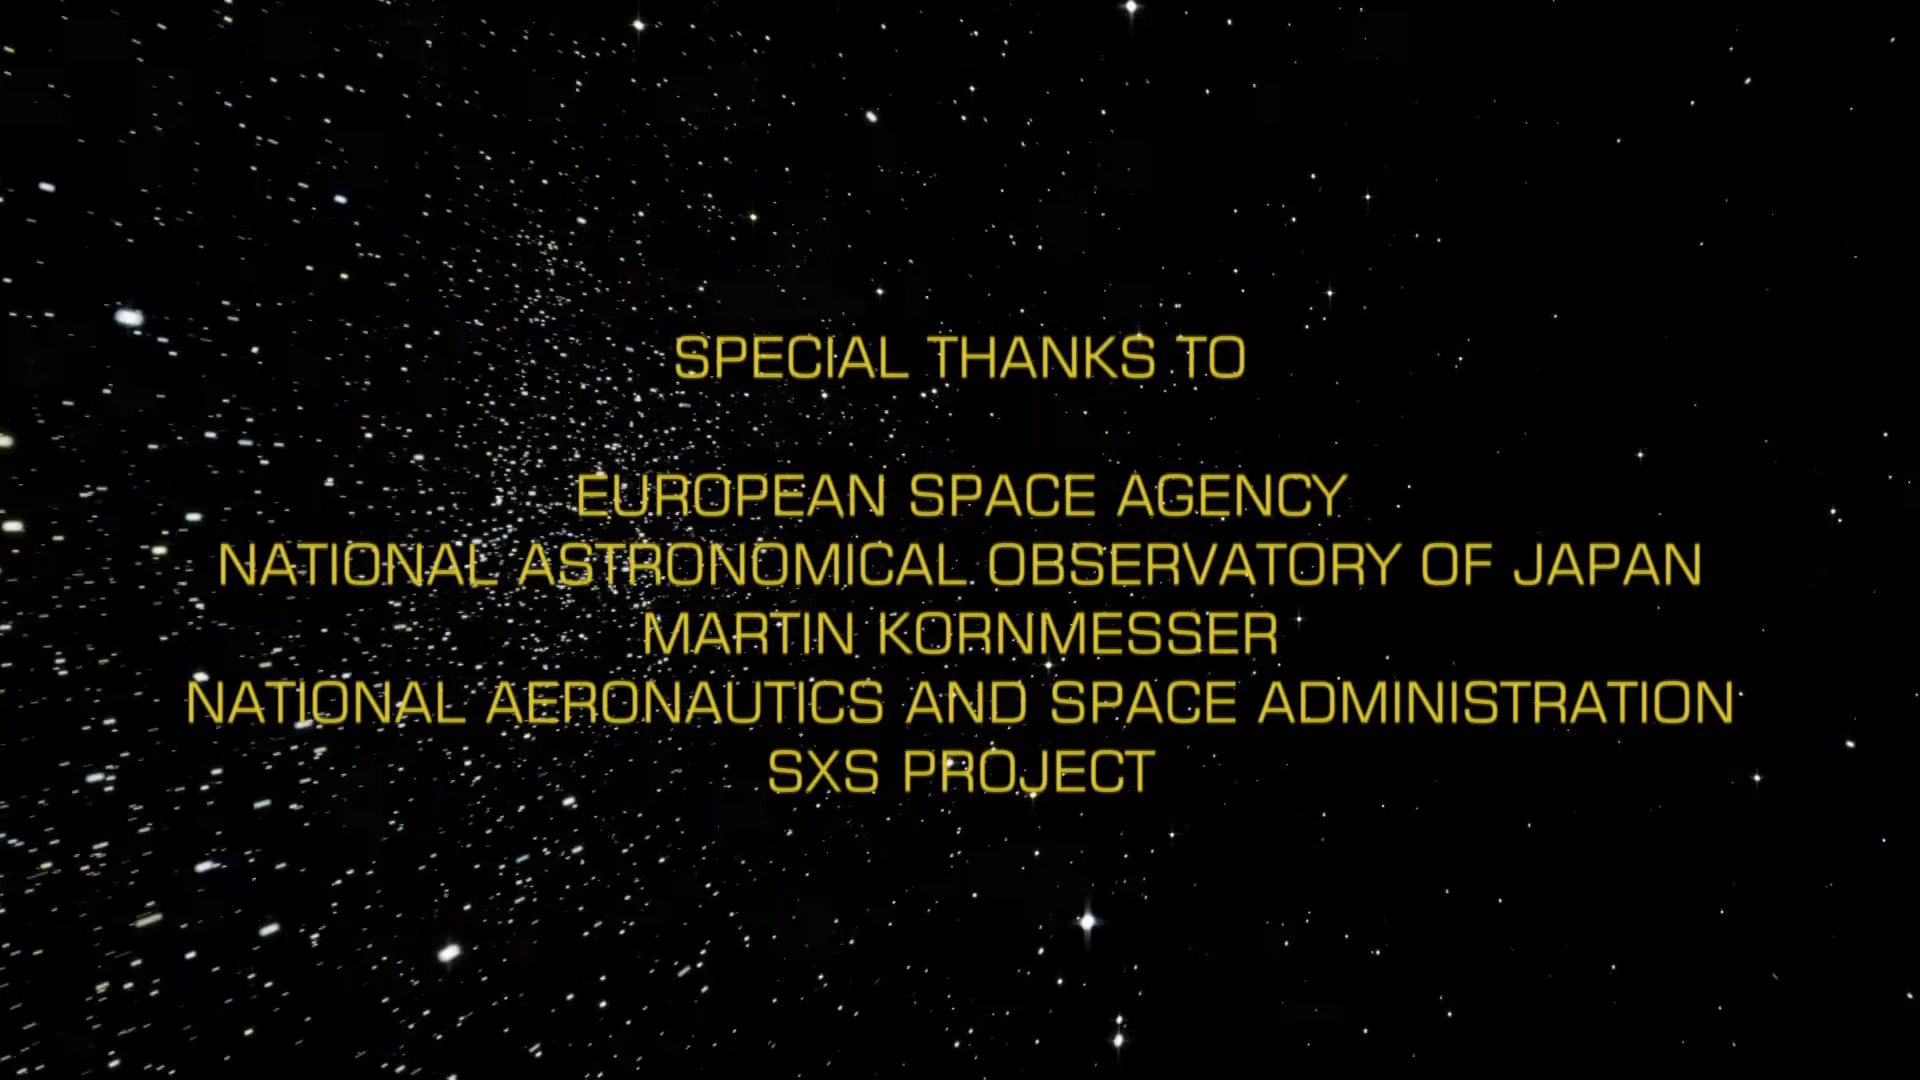 SPECIAL THANKS TO
EUROPEAN SPACE AGENCY
NATIONAL ASTRONOMICAL OBSERVATORY OF JAPAN
MARTIN KORNMESSER
NATIONAL AERONAUTICS AND SPACE ADMINISTRATION
SXS PROJECT